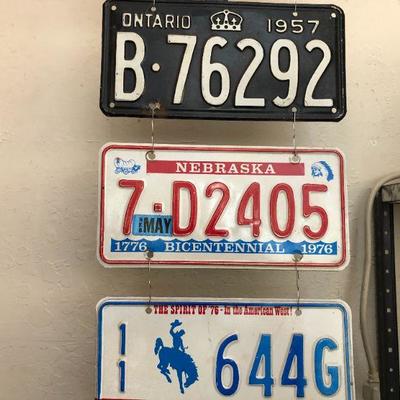 ONTARIO 1957
B·76292
NEBRASKA
7-D2405
MAY
1776 BICENTENNIAL 1976
THE SPIRIT OF '76 - In the American West!
11 644G